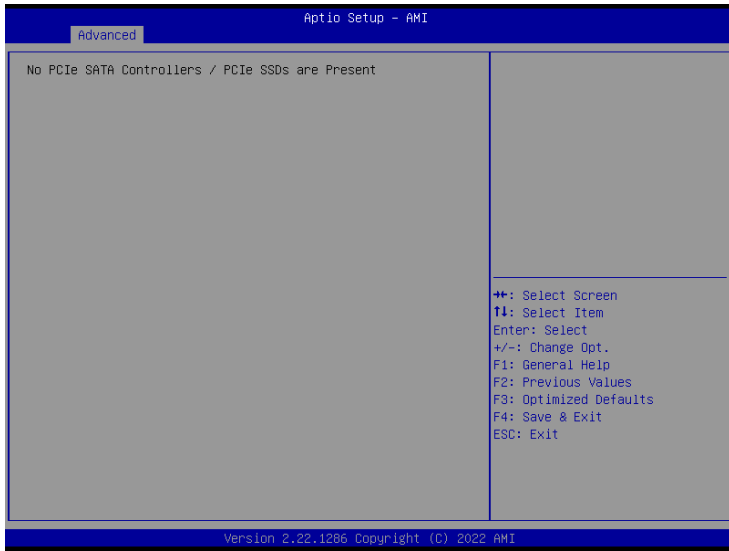 Aptio Setup – AMI
Advanced
No PCIe SATA Controllers / PCIe SSDs are Present
→←: Select Screen
↑↓: Select Item
Enter: Select
+/-: Change Opt.
F1: General Help
F2: Previous Values
F3: Optimized Defaults
F4: Save & Exit
ESC: Exit
Version 2.22.1286 Copyright (C) 2022 AMI